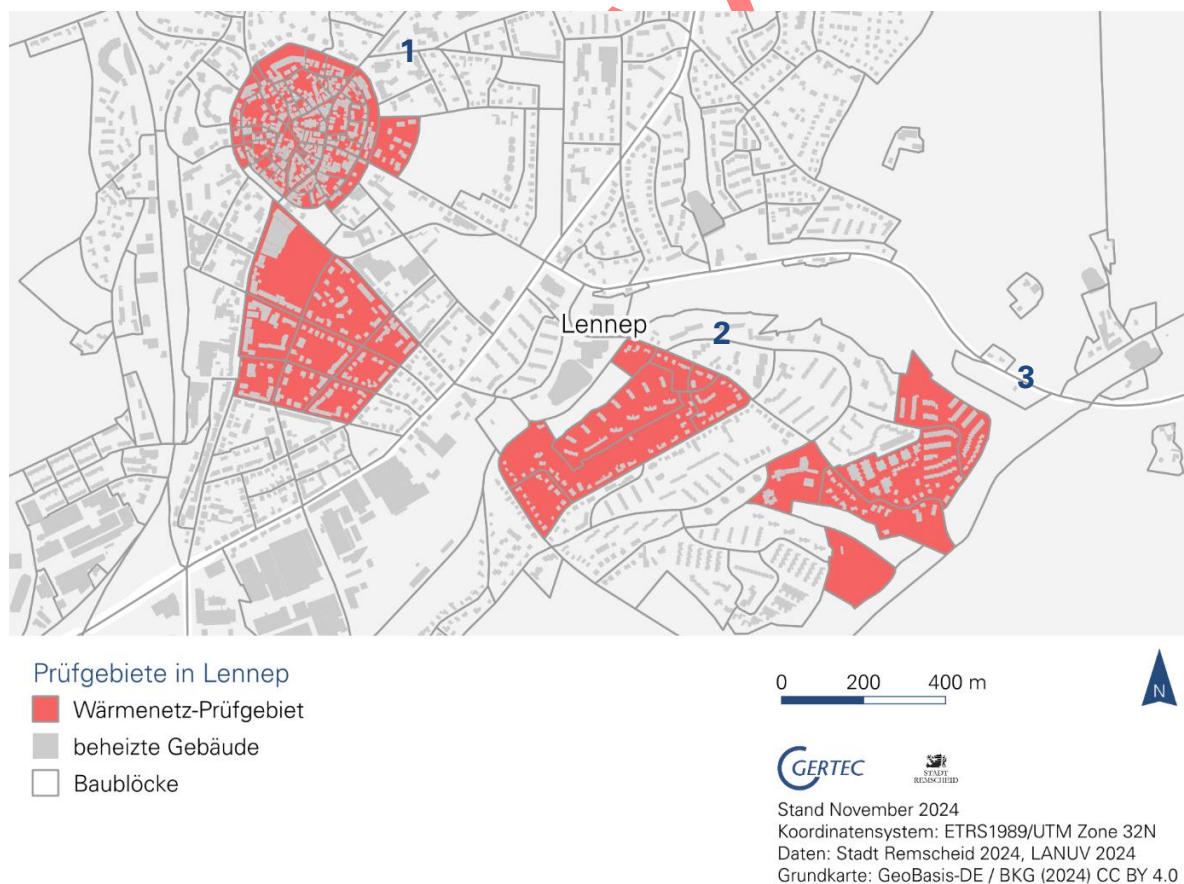 1
Lennep
2
3
Prüfgebiete in Lennep
Wärmenetz-Prüfgebiet
beheizte Gebäude
Baublöcke
0 200 400 m
N
GERTEC
STADT
REMSCHEID
Stand November 2024
Koordinatensystem: ETRS1989/UTM Zone 32N
Daten: Stadt Remscheid 2024, LANUV 2024
Grundkarte: GeoBasis-DE / BKG (2024) CC BY 4.0